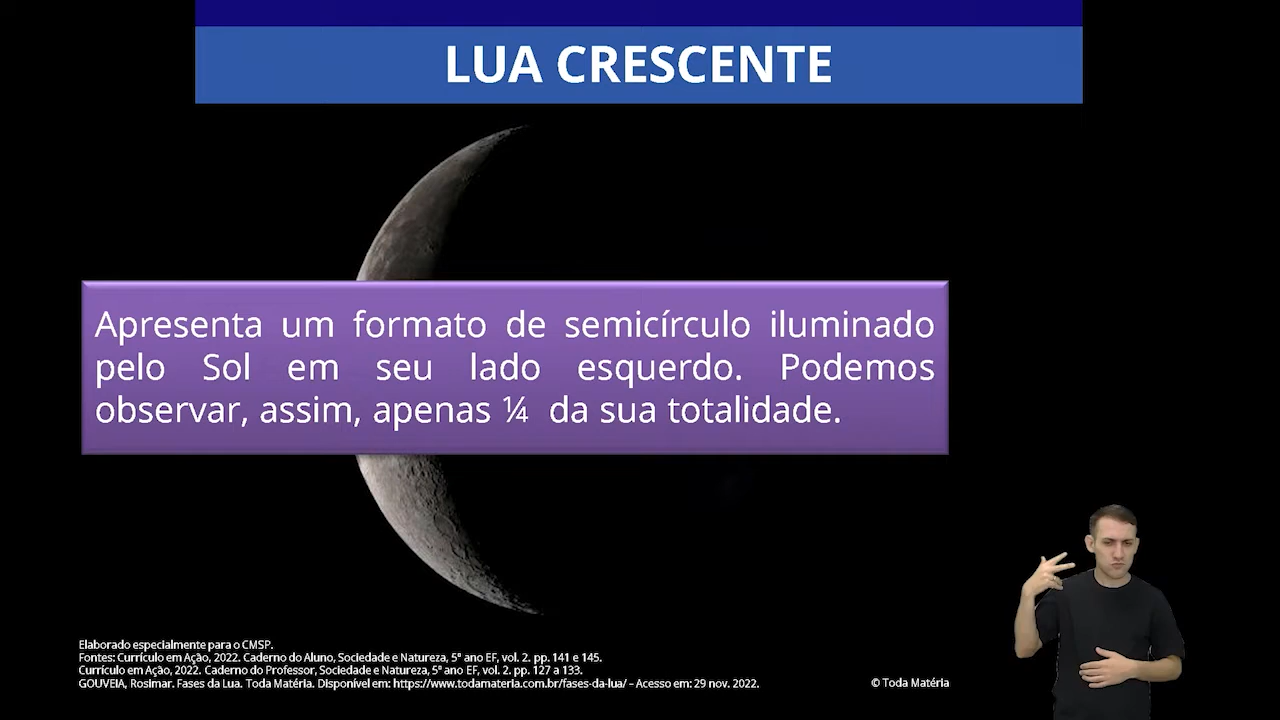 LUA CRESCENTE
Apresenta um formato de semicírculo iluminado
pelo Sol em seu lado esquerdo. Podemos
observar, assim, apenas ¼ da sua totalidade.
Elaborado especialmente para o CMSP.
Fontes: Currículo em Ação, 2022. Caderno do Aluno, Sociedade e Natureza, 5° ano EF, vol. 2. pp. 141 e 145.
Currículo em Ação, 2022. Caderno do Professor, Sociedade e Natureza, 5° ano EF, vol. 2. pp. 127 a 133.
GOUVEIA, Rosimar. Fases da Lua. Toda Matéria. Disponível em: https://www.todamateria.com.br/fases-da-lua/ – Acesso em: 29 nov. 2022.
© Toda Matéria